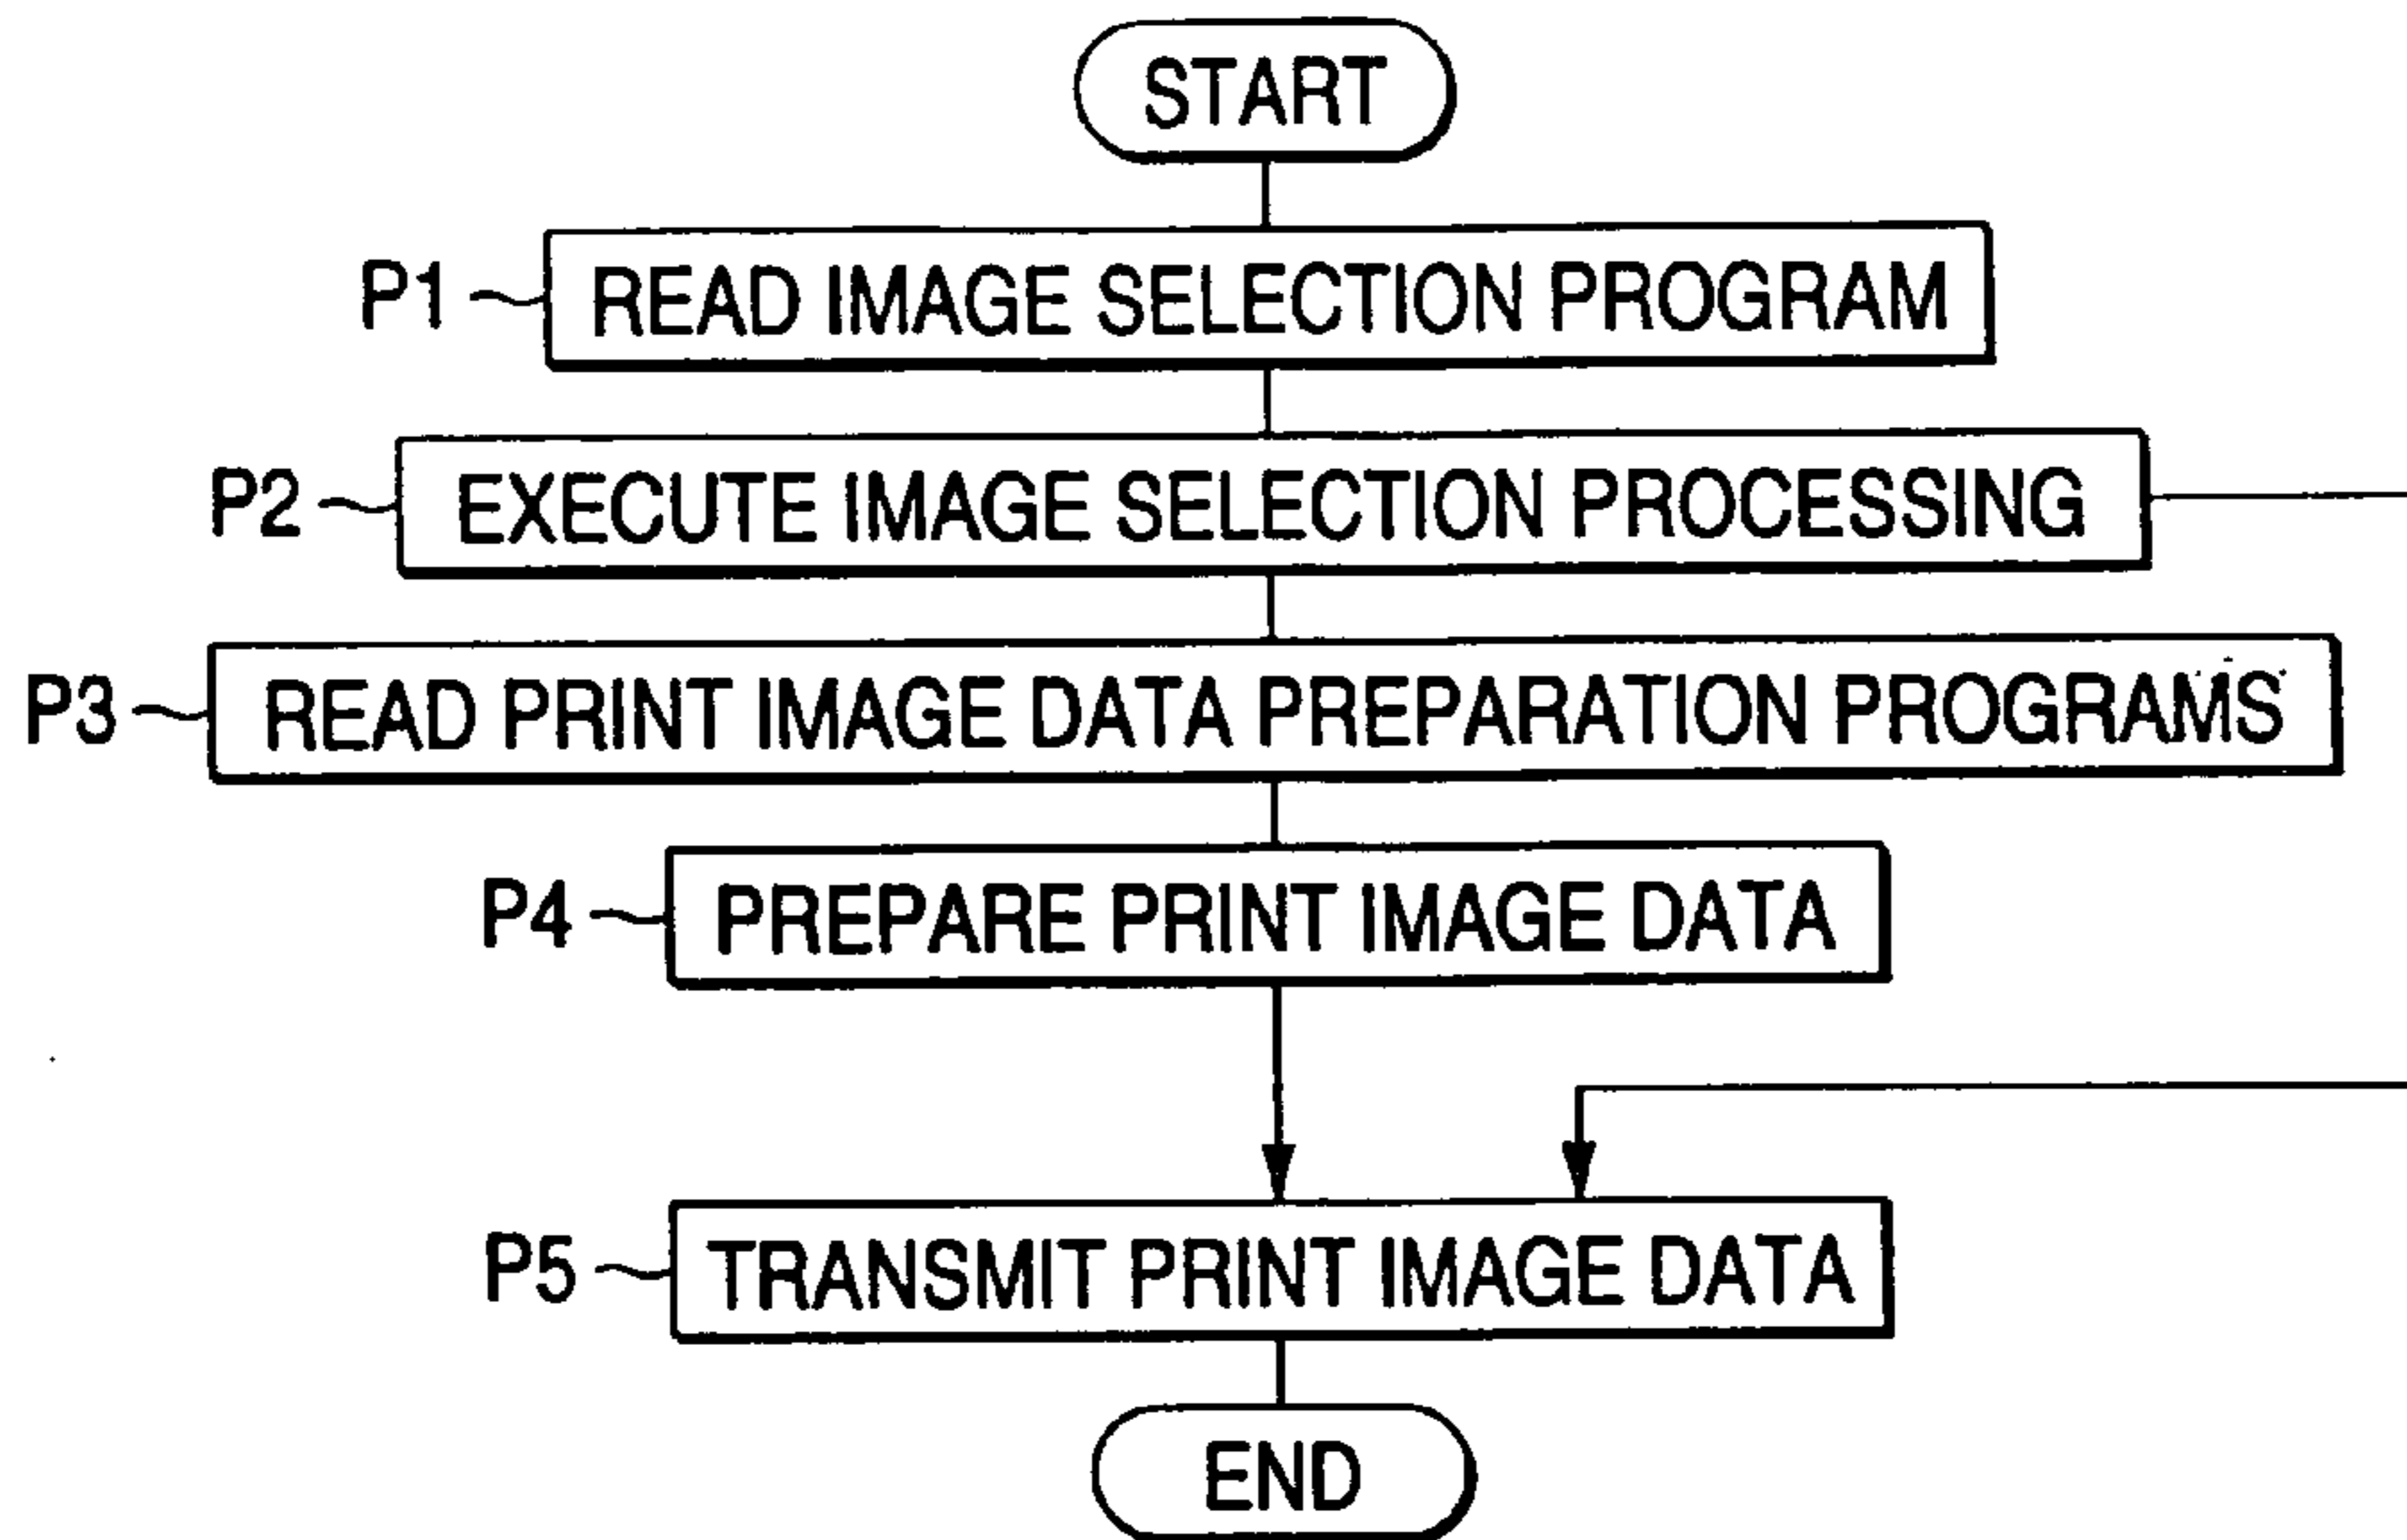 START
P1 READ IMAGE SELECTION PROGRAM
P2 EXECUTE IMAGE SELECTION PROCESSING
P3 READ PRINT IMAGE DATA PREPARATION PROGRAMS
P4 PREPARE PRINT IMAGE DATA
P5 TRANSMIT PRINT IMAGE DATA
END